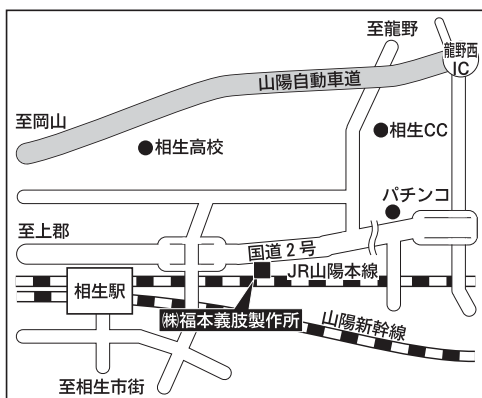 至龍野
龍野西
IC
山陽自動車道
至岡山
相生高校
相生CC
パチンコ
至上郡
国道2号
JR山陽本線
相生駅
㈱福本義肢製作所
山陽新幹線
至相生市街